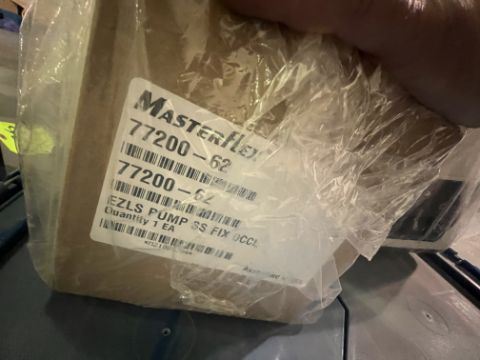 MASTERFLEX
77200-62
77200-62
EZLS PUMP SS FIX OCCL
Quantity 1 EA